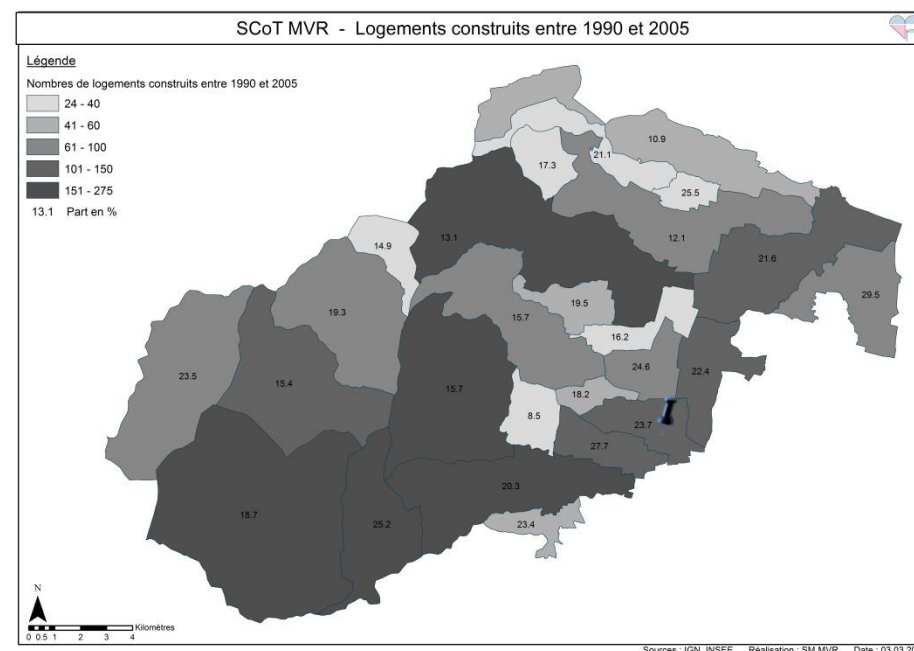 SCoT MVR - Logements construits entre 1990 et 2005
Légende
Nombres de logements construits entre 1990 et 2005
24 - 40
41 - 60
61 - 100
101 - 150
151 - 275
13.1 Part en %
10.9
21.1
17.3
25.5
12.1
13.1
14.9
21.6
29.5
19.5
19.3
15.7
16.2
23.5
24.6
22.4
15.4
15.7
18.2
8.5
23.7
27.7
20.3
18.7
25.2
23.4
N
Kilomètres
0 0.5 1 2 3 4
Sources : IGN, INSEE Réalisation : SM MVR Date : 03.03.20